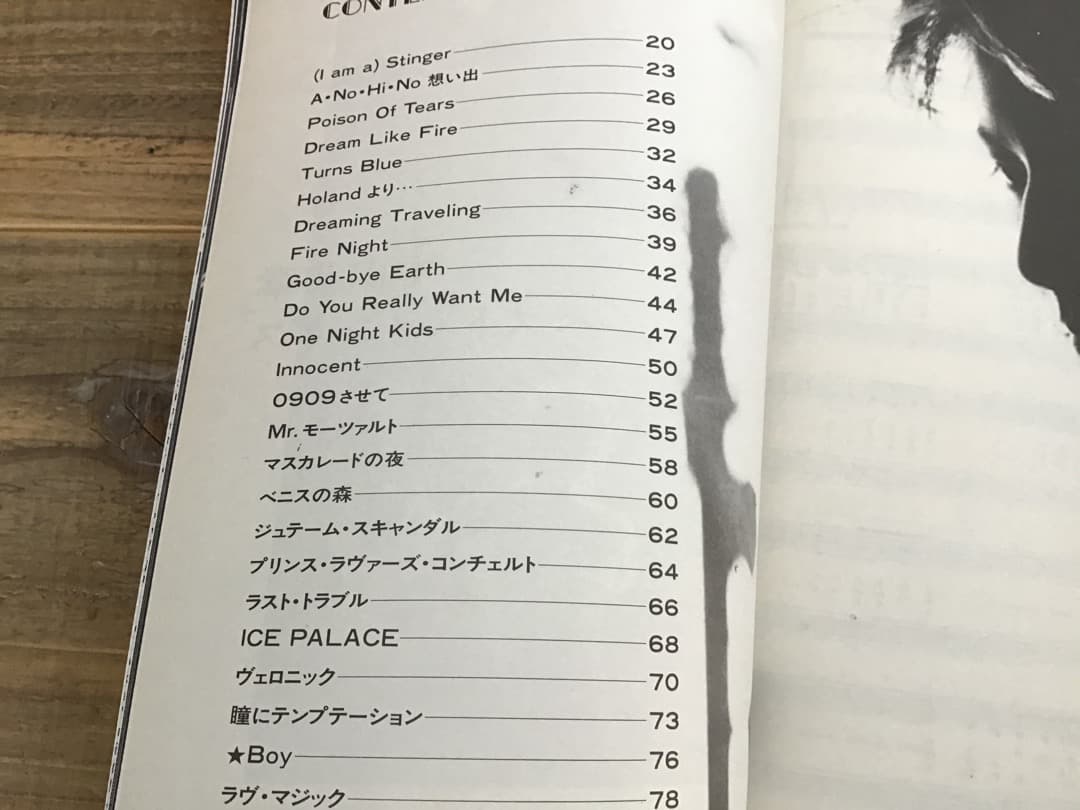 (I am a) Stinger 20
A・No・Hi・No 想い出 23
Poison Of Tears 26
Dream Like Fire 29
Turns Blue 32
Holand より… 34
Dreaming Traveling 36
Fire Night 39
Good-bye Earth 42
Do You Really Want Me 44
One Night Kids 47
Innocent 50
0909させて 52
Mr.モーツァルト 55
マスカレードの夜 58
ベニスの森 60
ジュテーム・スキャンダル 62
プリンス・ラヴァーズ・コンチェルト 64
ラスト・トラブル 66
ICE PALACE 68
ヴェロニック 70
瞳にテンプテーション 73
★Boy 76
ラヴ・マジック 78